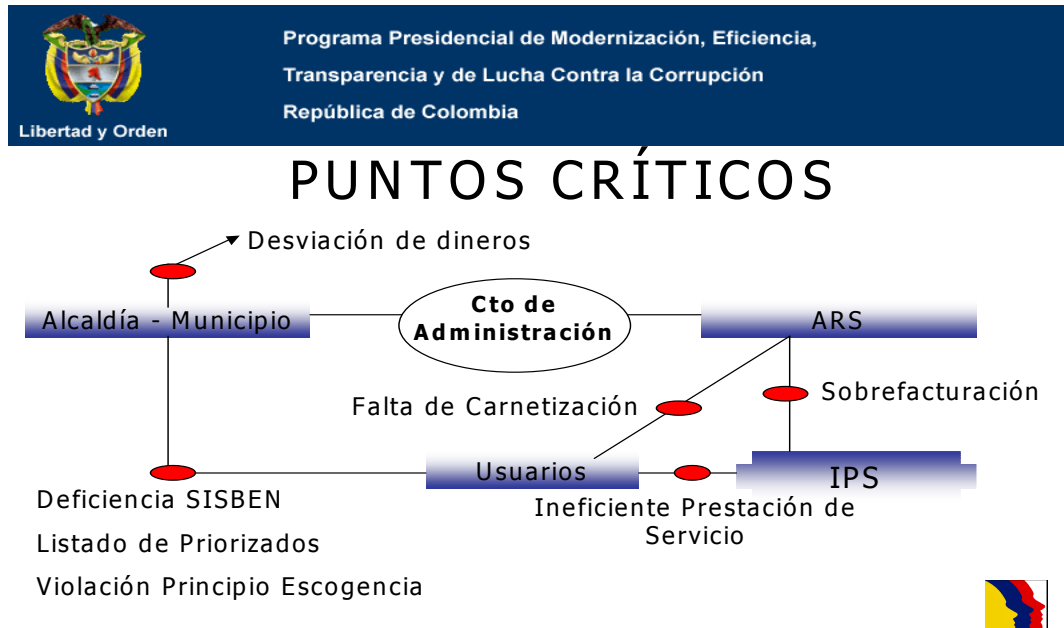 Programa Presidencial de Modernización, Eficiencia,
Transparencia y de Lucha Contra la Corrupción
República de Colombia
Libertad y Orden
PUNTOS CRÍTICOS
Desviación de dineros
Alcaldía - Municipio
Cto de
Administración
ARS
Falta de Carnetización
Sobrefacturación
Usuarios
IPS
Deficiencia SISBEN
Listado de Priorizados
Violación Principio Escogencia
Ineficiente Prestación de
Servicio